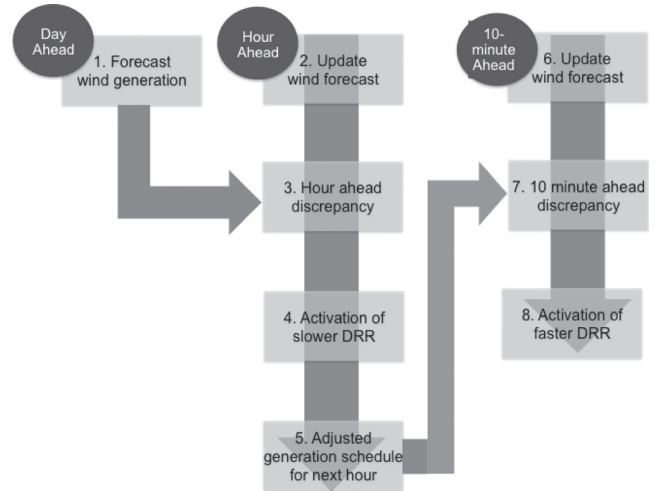 Day
Ahead
1. Forecast
wind generation
Hour
Ahead
2. Update
wind forecast
3. Hour ahead
discrepancy
4. Activation of
slower DRR
5. Adjusted
generation schedule
for next hour
10-
minute
Ahead
6. Update
wind forecast
7. 10 minute ahead
discrepancy
8. Activation of
faster DRR